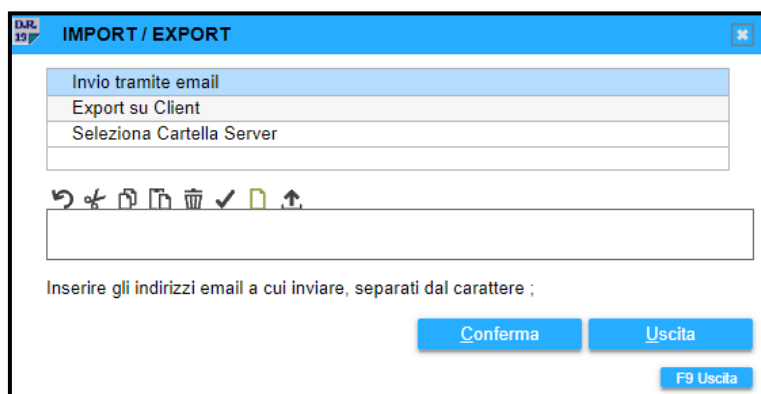 D.R.
19
IMPORT / EXPORT
Invio tramite email
Export su Client
Seleziona Cartella Server
Inserire gli indirizzi email a cui inviare, separati dal carattere ;
Conferma
Uscita
F9 Uscita